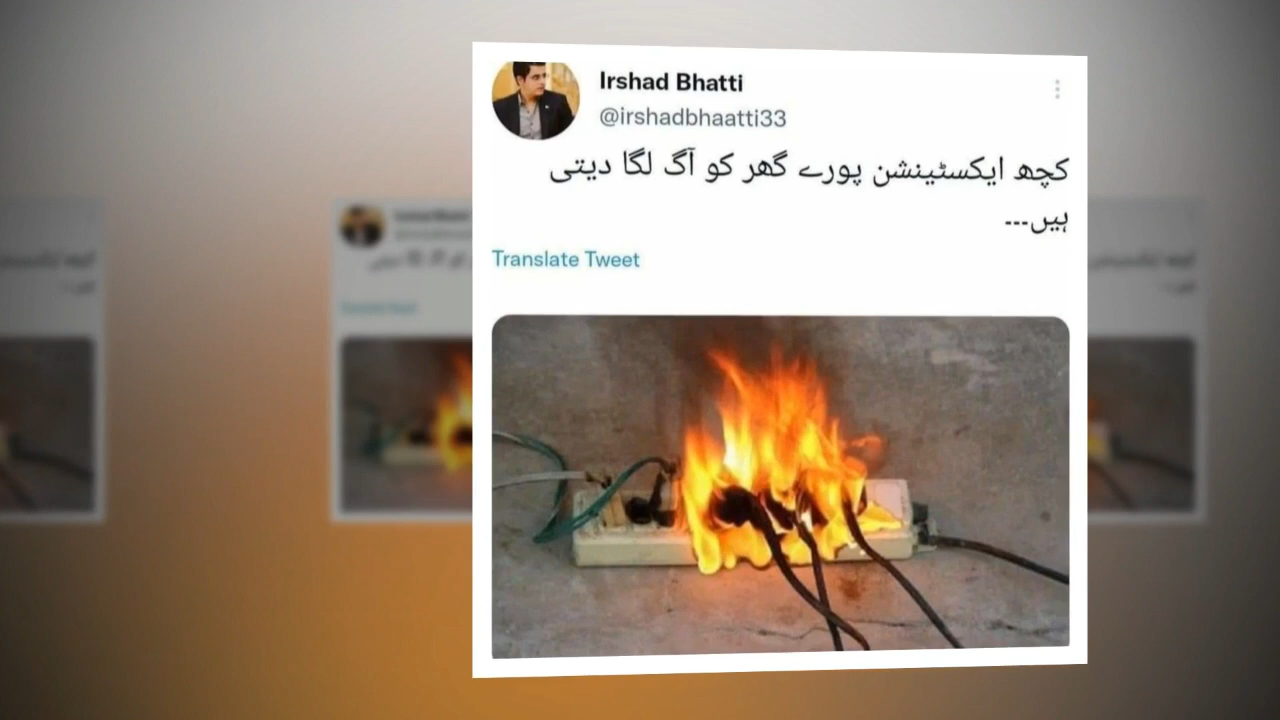 Irshad Bhatti
@irshadbhaatti33
کچھ ایکسٹینشن پورے گھر کو آگ لگا دیتی
ہیں---
Translate Tweet